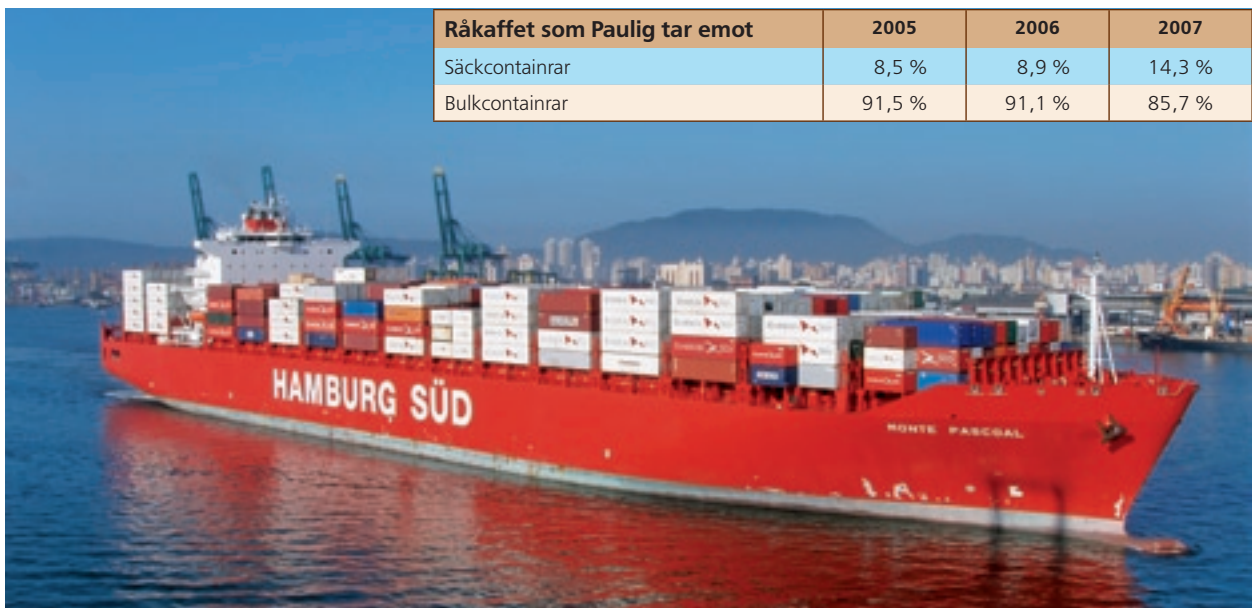 Råkaffet som Paulig tar emot 2005 2006 2007
Säckcontainrar 8,5 % 8,9 % 14,3 %
Bulkcontainrar 91,5 % 91,1 % 85,7 %
HAMBURG SÜD
MONTE PASCOAL